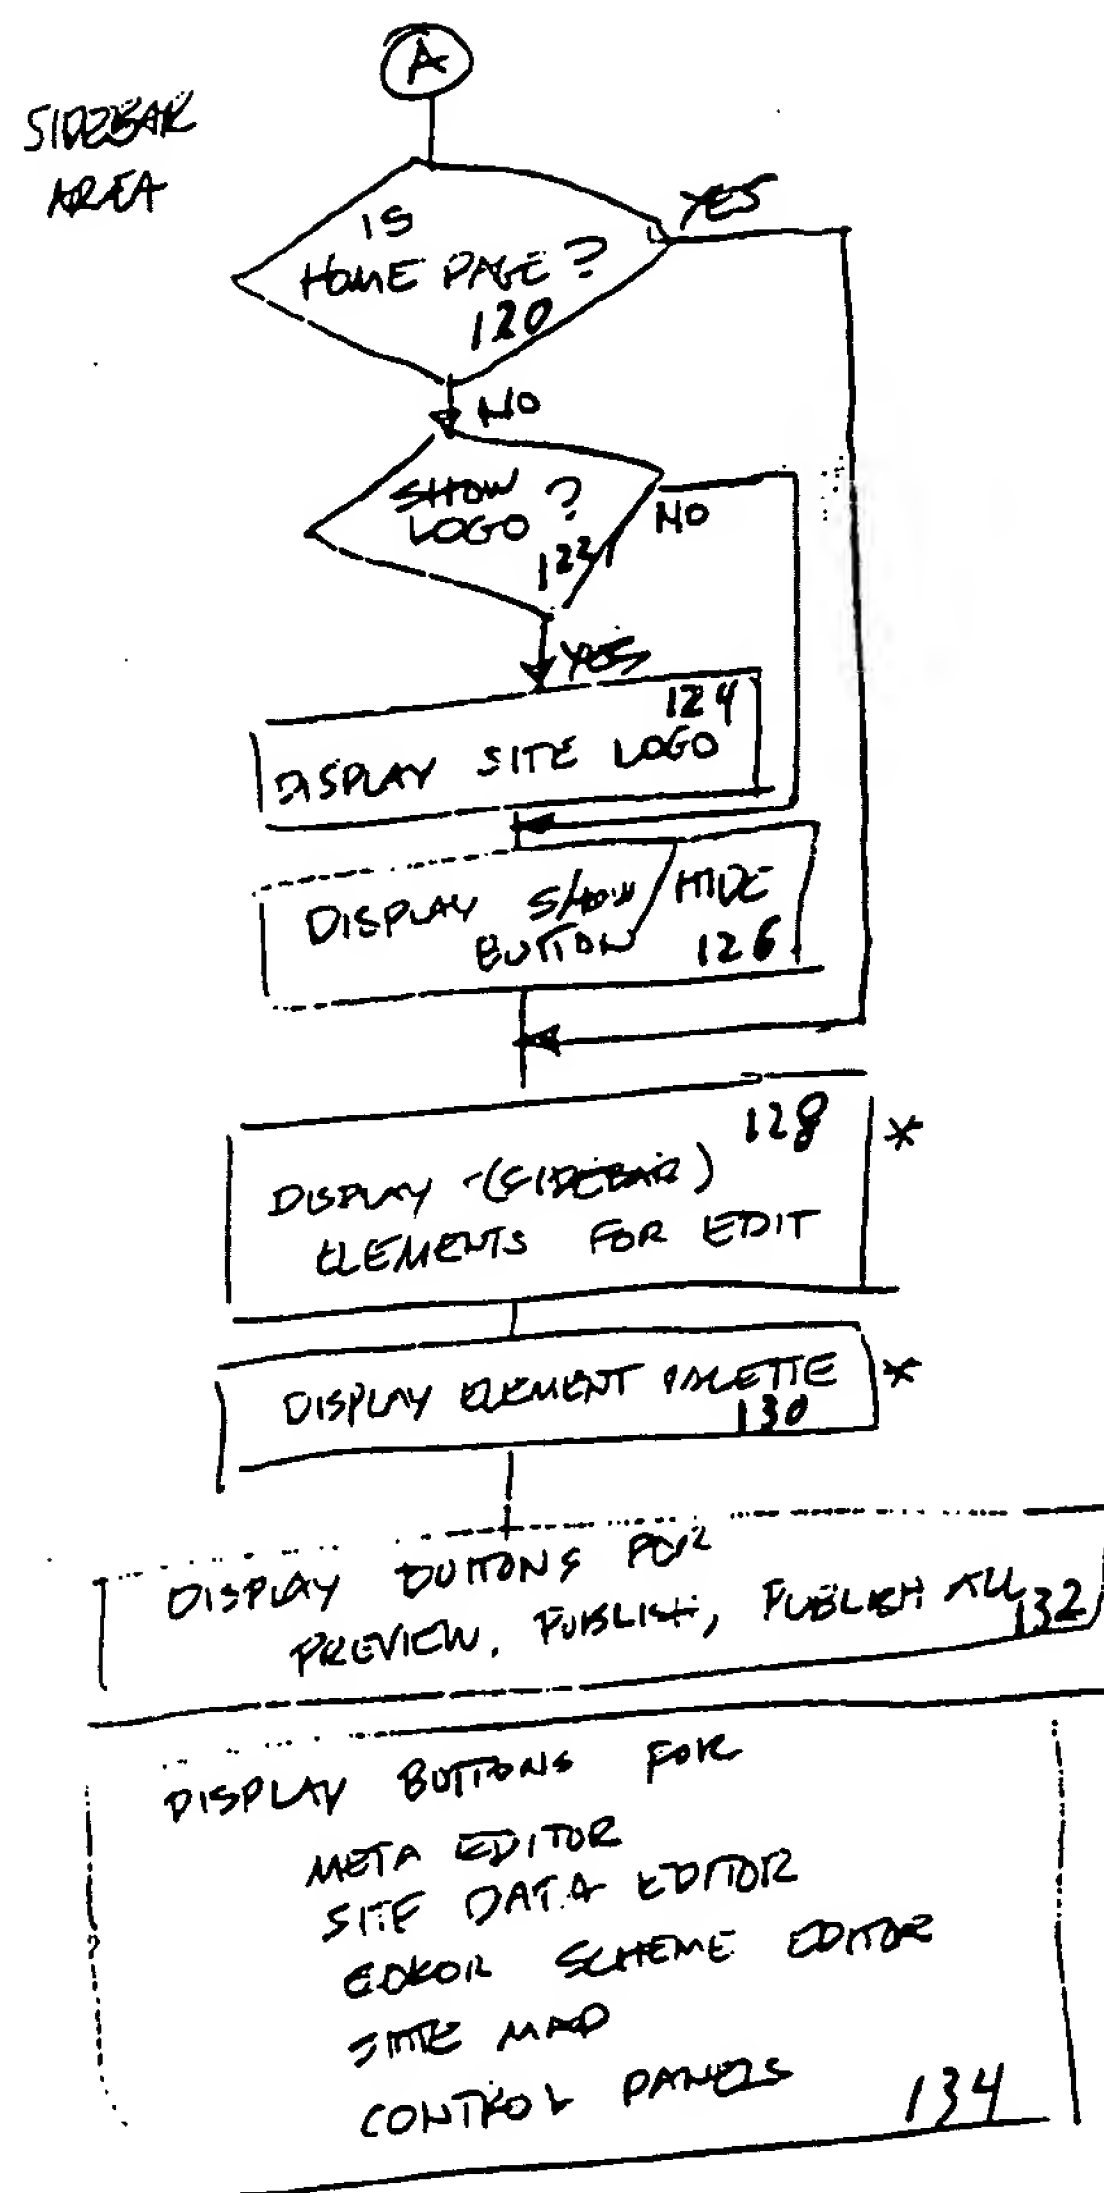 A
SIDEBAR
AREA
YES
IS
HOME PAGE?
120
NO
SHOW
LOGO?
NO
122
YES
124
DISPLAY SITE LOGO
DISPLAY SHOW/HIDE
BUTTON 126
128 *
DISPLAY (SIDEBAR)
ELEMENTS FOR EDIT
DISPLAY ELEMENT PALETTE *
130
DISPLAY BUTTONS FOR
PREVIEW, PUBLISH, PUBLISH ALL 132
DISPLAY BUTTONS FOR
META EDITOR
SITE DATA EDITOR
COLOR SCHEME EDITOR
SITE MAP
CONTROL PANELS 134